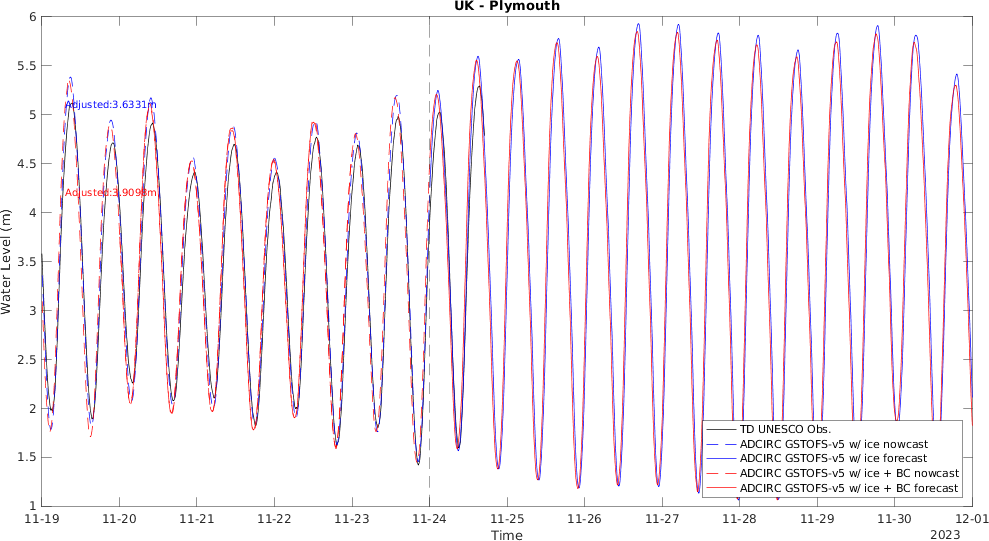 UK - Plymouth
6
5.5
5
4.5
4
3.5
3
2.5
2
1.5
1
Water Level (m)
Adjusted:3.6331m
Adjusted:3.9093m
TD UNESCO Obs.
ADCIRC GSTOFS-v5 w/ ice nowcast
ADCIRC GSTOFS-v5 w/ ice forecast
ADCIRC GSTOFS-v5 w/ ice + BC nowcast
ADCIRC GSTOFS-v5 w/ ice + BC forecast
11-19 11-20 11-21 11-22 11-23 11-24 11-25 11-26 11-27 11-28 11-29 11-30 12-01
Time
2023